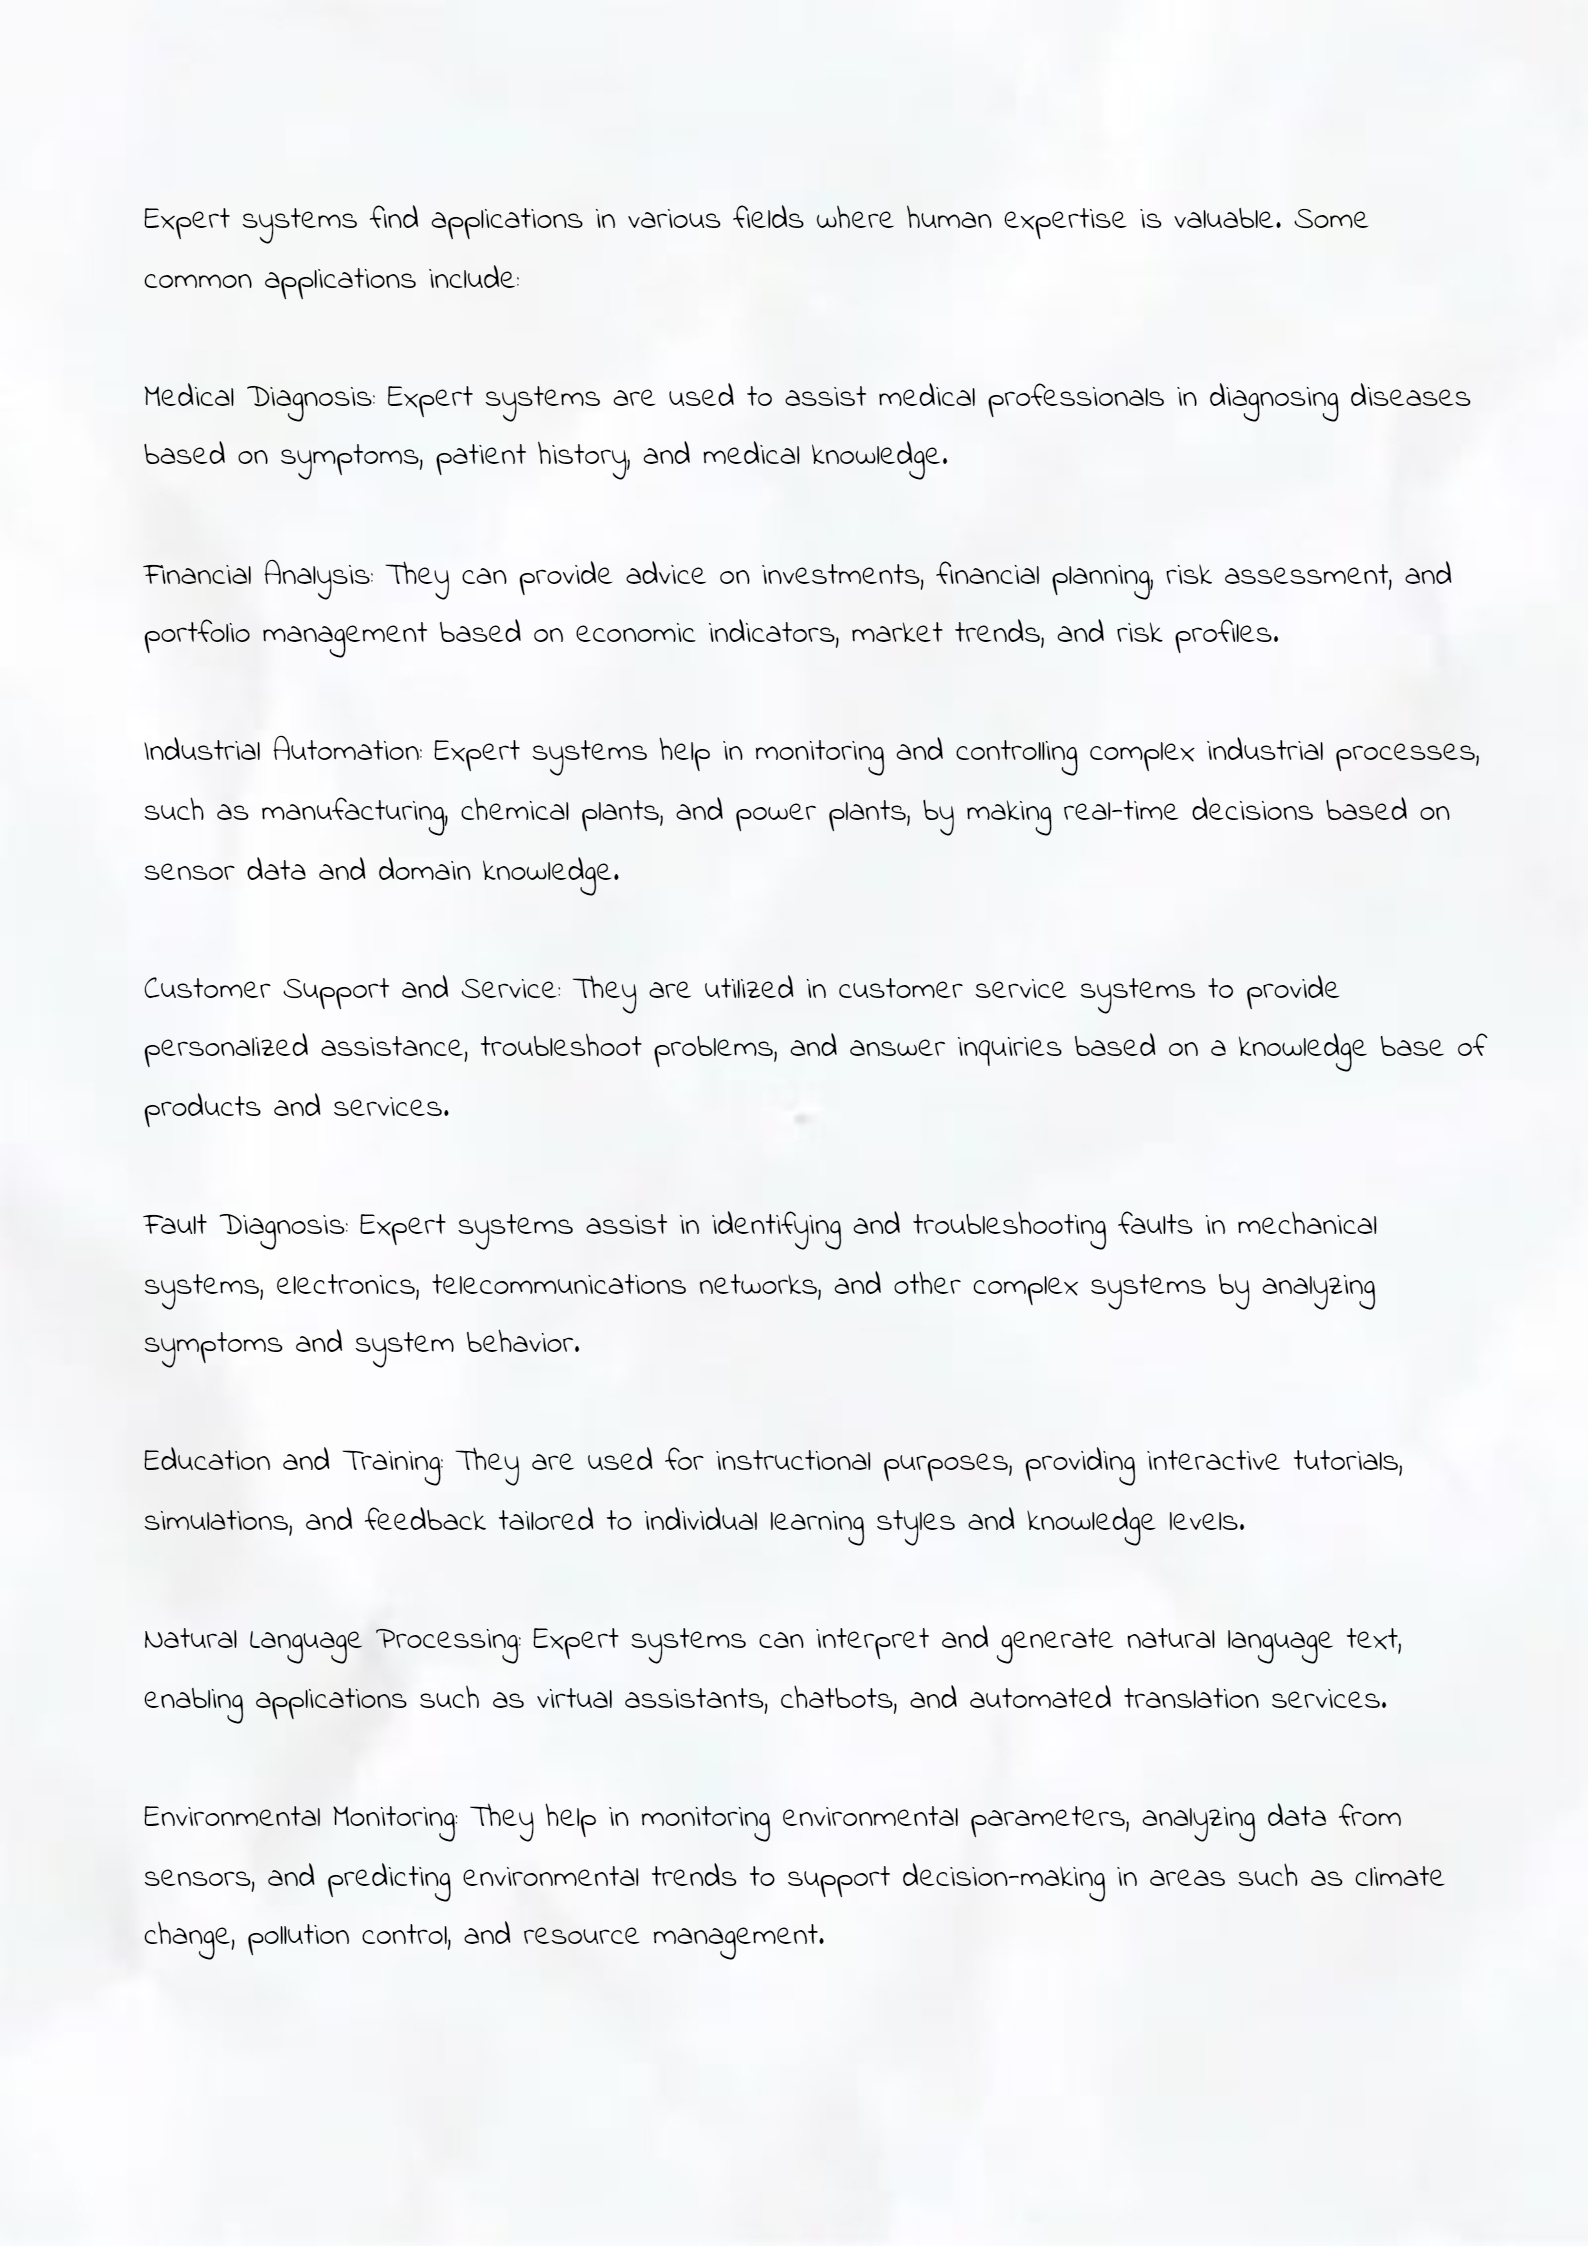 Expert systems find applications in various fields where human expertise is valuable. Some
common applications include:
Medical Diagnosis: Expert systems are used to assist medical professionals in diagnosing diseases
based on symptoms, patient history, and medical knowledge.
Financial Analysis: They can provide advice on investments, financial planning, risk assessment, and
portfolio management based on economic indicators, market trends, and risk profiles.
Industrial Automation: Expert systems help in monitoring and controlling complex industrial processes,
such as manufacturing, chemical plants, and power plants, by making real-time decisions based on
sensor data and domain knowledge.
Customer Support and Service: They are utilized in customer service systems to provide
personalized assistance, troubleshoot problems, and answer inquiries based on a knowledge base of
products and services.
Fault Diagnosis: Expert systems assist in identifying and troubleshooting faults in mechanical
systems, electronics, telecommunications networks, and other complex systems by analyzing
symptoms and system behavior.
Education and Training: They are used for instructional purposes, providing interactive tutorials,
simulations, and feedback tailored to individual learning styles and knowledge levels.
Natural Language Processing: Expert systems can interpret and generate natural language text,
enabling applications such as virtual assistants, chatbots, and automated translation services.
Environmental Monitoring: They help in monitoring environmental parameters, analyzing data from
sensors, and predicting environmental trends to support decision-making in areas such as climate
change, pollution control, and resource management.